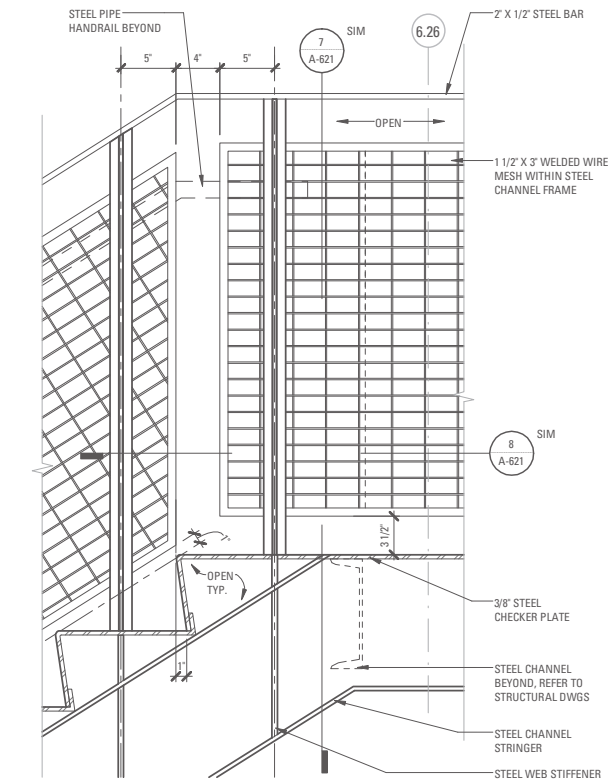 STEEL PIPE
HANDRAIL BEYOND
7
A-621
SIM
6.26
2" X 1/2" STEEL BAR
5"
4"
5"
OPEN
1 1/2" X 3" WELDED WIRE
MESH WITHIN STEEL
CHANNEL FRAME
8
A-621
SIM
3 1/2"
1"
OPEN
TYP.
3/8" STEEL
CHECKER PLATE
1"
STEEL CHANNEL
BEYOND, REFER TO
STRUCTURAL DWGS
STEEL CHANNEL
STRINGER
STEEL WEB STIFFENER